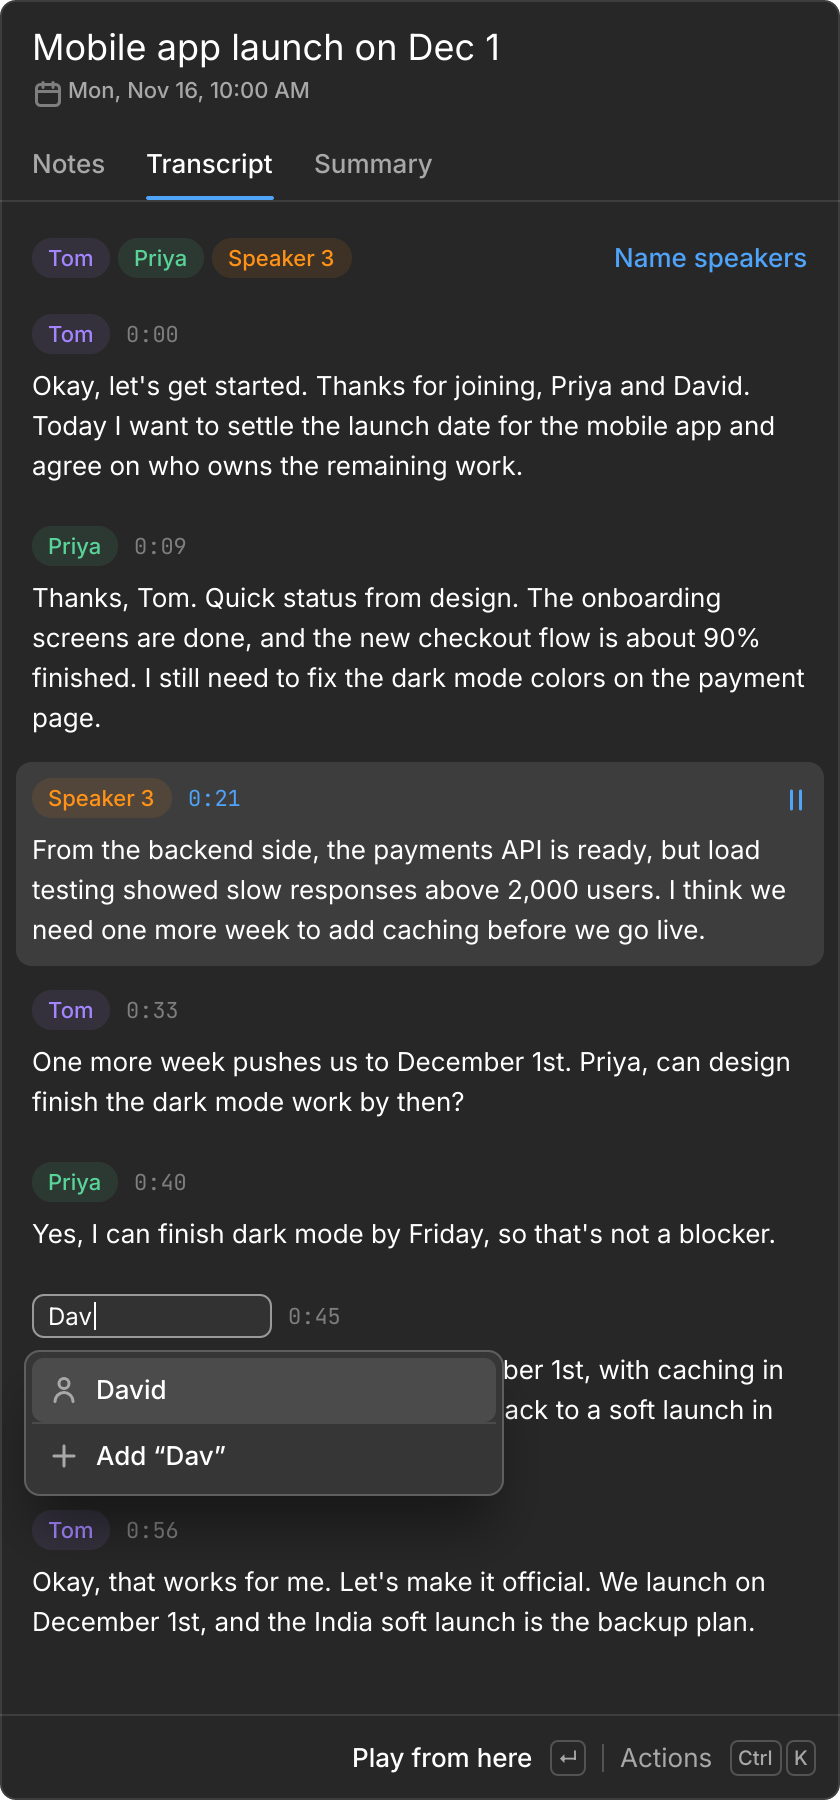 Mobile app launch on Dec 1
Mon, Nov 16, 10:00 AM
Notes Transcript Summary
Tom Priya Speaker 3 Name speakers
Tom 0:00
Okay, let's get started. Thanks for joining, Priya and David.
Today I want to settle the launch date for the mobile app and
agree on who owns the remaining work.
Priya 0:09
Thanks, Tom. Quick status from design. The onboarding
screens are done, and the new checkout flow is about 90%
finished. I still need to fix the dark mode colors on the payment
page.
Speaker 3 0:21
From the backend side, the payments API is ready, but load
testing showed slow responses above 2,000 users. I think we
need one more week to add caching before we go live.
Tom 0:33
One more week pushes us to December 1st. Priya, can design
finish the dark mode work by then?
Priya 0:40
Yes, I can finish dark mode by Friday, so that's not a blocker.
Dav 0:45
ber 1st, with caching in
David
ack to a soft launch in
Add “Dav”
Tom 0:56
Okay, that works for me. Let's make it official. We launch on
December 1st, and the India soft launch is the backup plan.
Play from here Actions Ctrl K